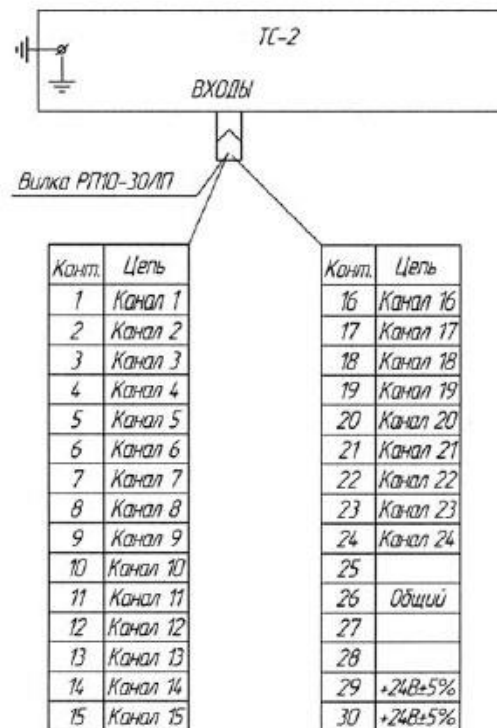 ТС-2
ВХОДЫ
Вилка РП10-30ЛП
Конт. Цепь
1 Канал 1
2 Канал 2
3 Канал 3
4 Канал 4
5 Канал 5
6 Канал 6
7 Канал 7
8 Канал 8
9 Канал 9
10 Канал 10
11 Канал 11
12 Канал 12
13 Канал 13
14 Канал 14
15 Канал 15
Конт. Цепь
16 Канал 16
17 Канал 17
18 Канал 18
19 Канал 19
20 Канал 20
21 Канал 21
22 Канал 22
23 Канал 23
24 Канал 24
25
26 Общий
27
28
29 +24В±5%
30 +24В±5%